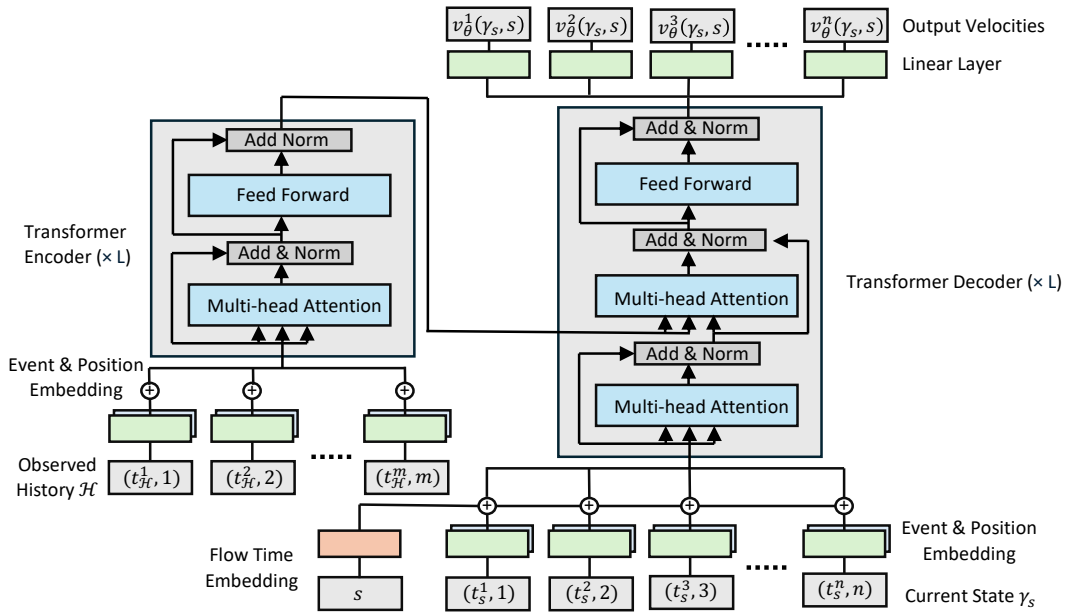 v_θ^1(γ_s, s) v_θ^2(γ_s, s) v_θ^3(γ_s, s) ...... v_θ^n(γ_s, s) Output Velocities
Linear Layer
Add Norm
Feed Forward
Add & Norm
Multi-head Attention
Transformer
Encoder (× L)
Add & Norm
Feed Forward
Add & Norm
Multi-head Attention
Add & Norm
Multi-head Attention
Transformer Decoder (× L)
Event & Position
Embedding
+ + +
Observed
History ℋ
(t_ℋ^1, 1) (t_ℋ^2, 2) ...... (t_ℋ^m, m)
+ + + +
Flow Time
Embedding
s
(t_s^1, 1) (t_s^2, 2) (t_s^3, 3) ...... (t_s^n, n)
Event & Position
Embedding
Current State γ_s